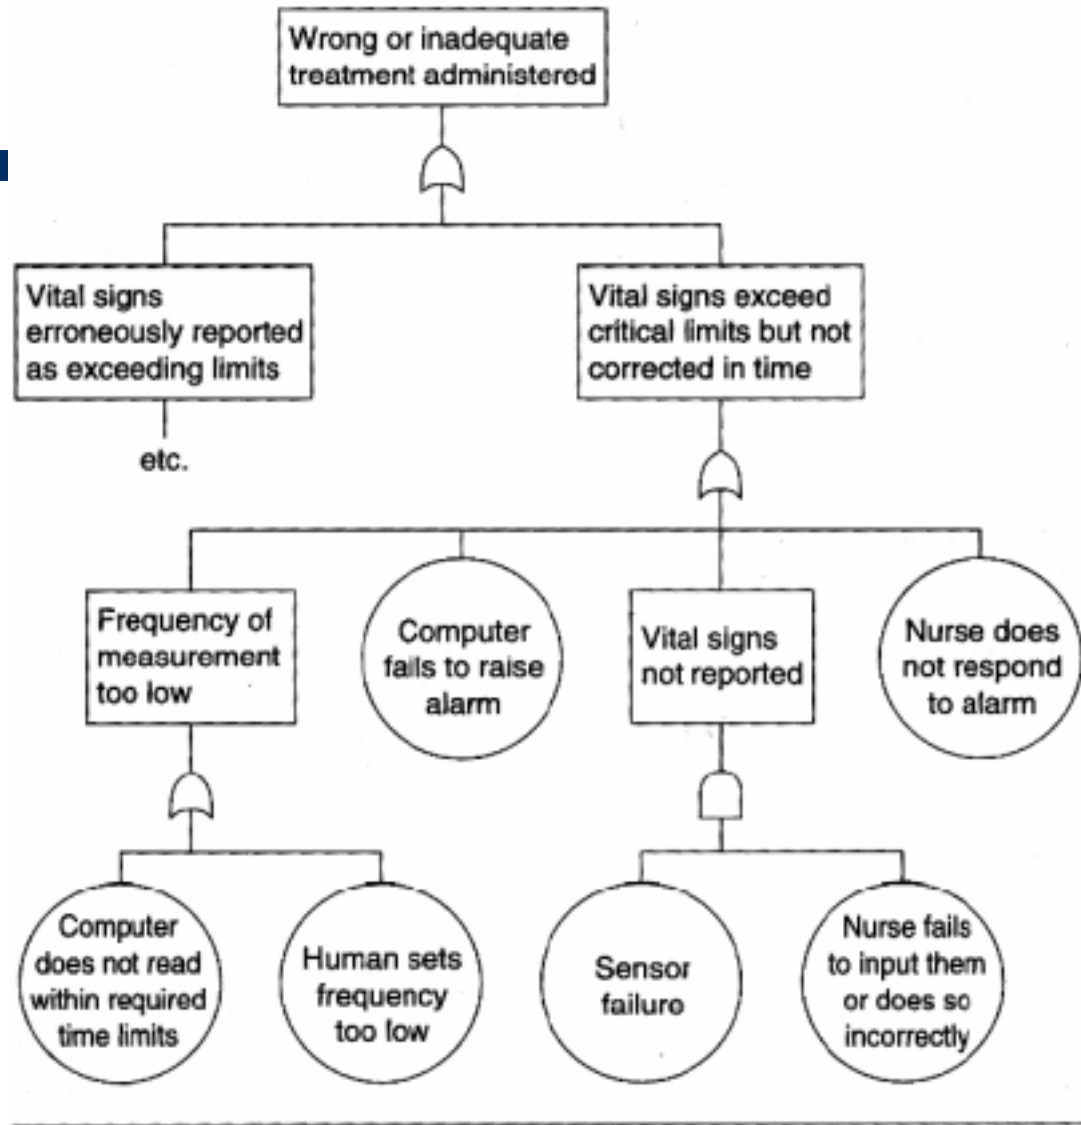 Wrong or inadequate
treatment administered
Vital signs
erroneously reported
as exceeding limits
etc.
Vital signs exceed
critical limits but not
corrected in time
Frequency of
measurement
too low
Computer
fails to raise
alarm
Vital signs
not reported
Nurse does
not respond
to alarm
Computer
does not read
within required
time limits
Human sets
frequency
too low
Sensor
failure
Nurse fails
to input them
or does so
incorrectly